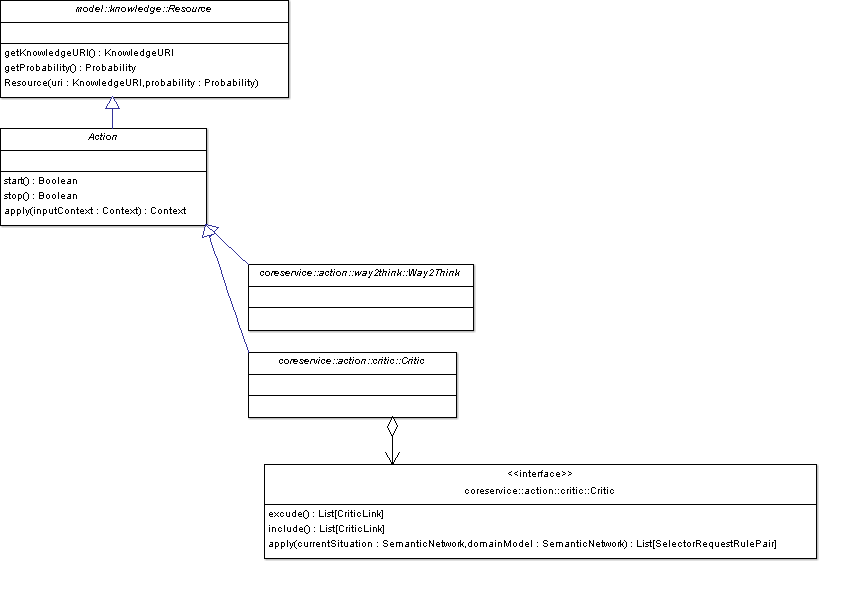 model::knowledge::Resource
getKnowledgeURI() : KnowledgeURI
getProbability() : Probability
Resource(uri : KnowledgeURI,probability : Probability)
Action
start() : Boolean
stop() : Boolean
apply(inputContext : Context) : Context
coreservice::action::way2think::Way2Think
coreservice::action::critic::Critic
<<interface>>
coreservice::action::critic::Critic
excude() : List[CriticLink]
include() : List[CriticLink]
apply(currentSituation : SemanticNetwork,domainModel : SemanticNetwork) : List[SelectorRequestRulePair]